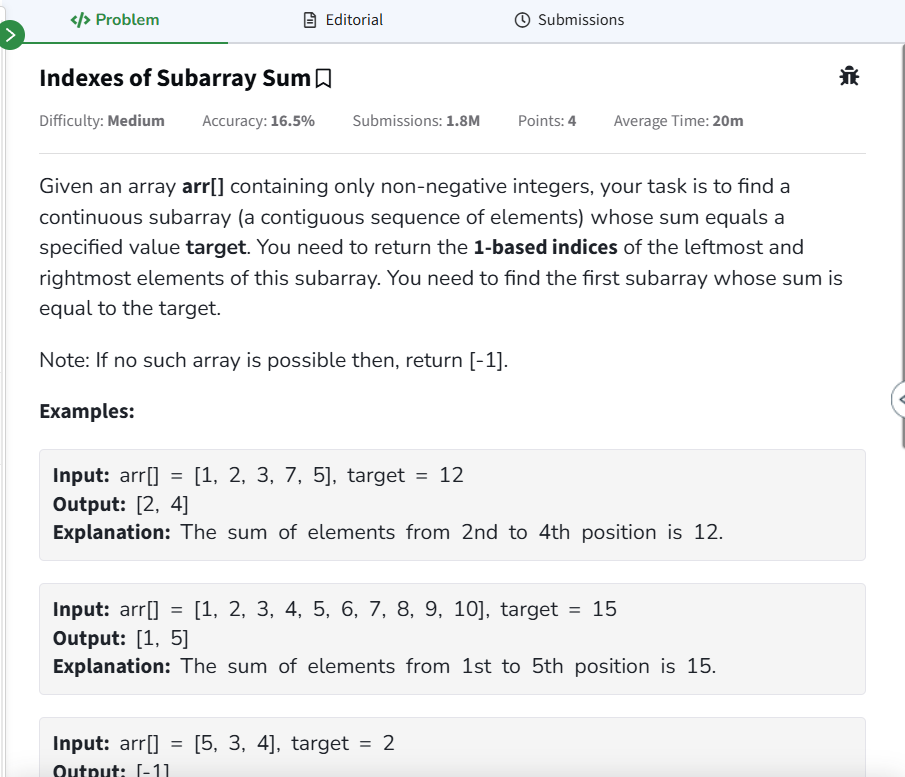 </> Problem
Editorial
Submissions
Indexes of Subarray Sum
Difficulty: Medium Accuracy: 16.5% Submissions: 1.8M Points: 4 Average Time: 20m
Given an array arr[] containing only non-negative integers, your task is to find a
continuous subarray (a contiguous sequence of elements) whose sum equals a
specified value target. You need to return the 1-based indices of the leftmost and
rightmost elements of this subarray. You need to find the first subarray whose sum is
equal to the target.
Note: If no such array is possible then, return [-1].
Examples:
Input: arr[] = [1, 2, 3, 7, 5], target = 12
Output: [2, 4]
Explanation: The sum of elements from 2nd to 4th position is 12.
Input: arr[] = [1, 2, 3, 4, 5, 6, 7, 8, 9, 10], target = 15
Output: [1, 5]
Explanation: The sum of elements from 1st to 5th position is 15.
Input: arr[] = [5, 3, 4], target = 2
Output: [-1]